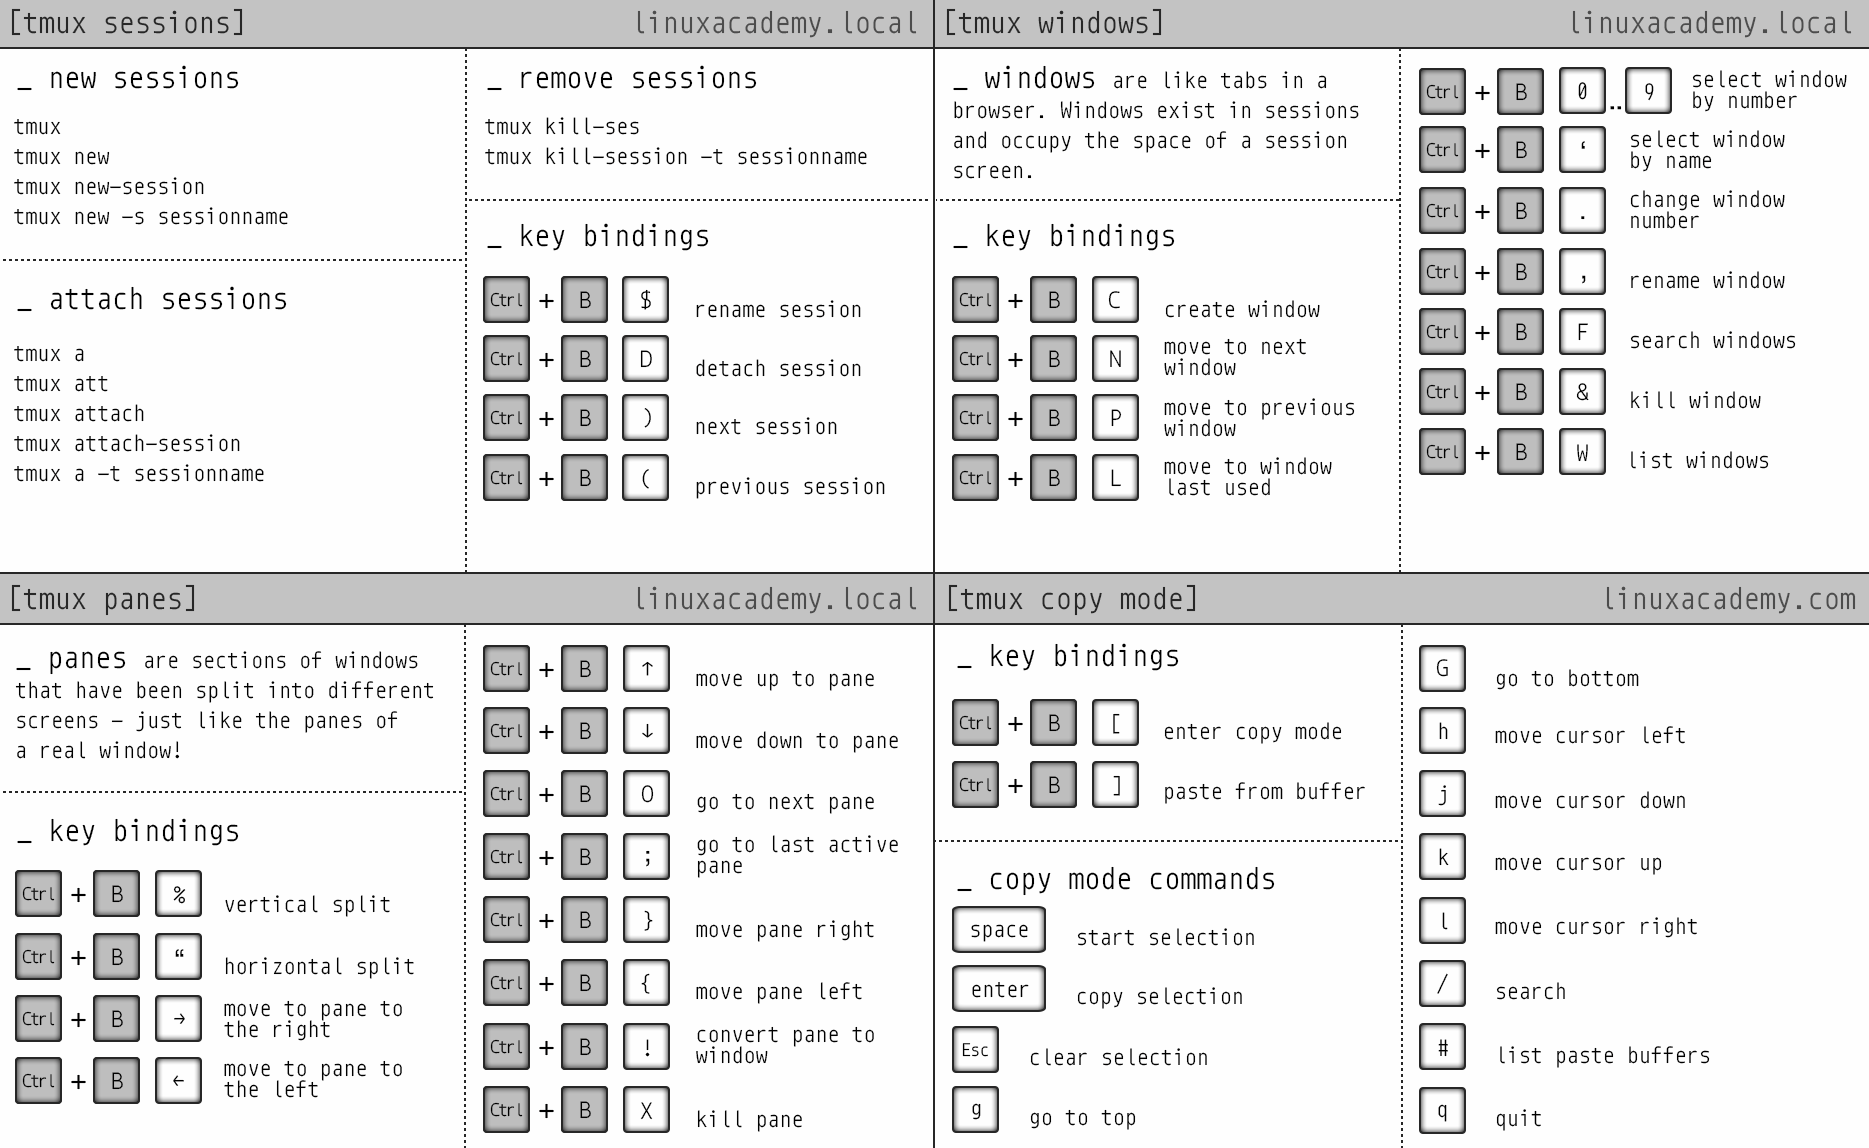 [tmux sessions] linuxacademy.local
_ new sessions
tmux
tmux new
tmux new-session
tmux new -s sessionname
_ attach sessions
tmux a
tmux att
tmux attach
tmux attach-session
tmux a -t sessionname
_ remove sessions
tmux kill-ses
tmux kill-session -t sessionname
_ key bindings
Ctrl + B $ rename session
Ctrl + B D detach session
Ctrl + B ) next session
Ctrl + B ( previous session
[tmux windows] linuxacademy.local
_ windows are like tabs in a
browser. Windows exist in sessions
and occupy the space of a session
screen.
_ key bindings
Ctrl + B C create window
Ctrl + B N move to next
window
Ctrl + B P move to previous
window
Ctrl + B L move to window
last used
Ctrl + B 0..9 select window
by number
Ctrl + B ‘ select window
by name
Ctrl + B . change window
number
Ctrl + B , rename window
Ctrl + B F search windows
Ctrl + B & kill window
Ctrl + B W list windows
[tmux panes] linuxacademy.local
_ panes are sections of windows
that have been split into different
screens – just like the panes of
a real window!
_ key bindings
Ctrl + B % vertical split
Ctrl + B “ horizontal split
Ctrl + B → move to pane to
the right
Ctrl + B ← move to pane to
the left
Ctrl + B ↑ move up to pane
Ctrl + B ↓ move down to pane
Ctrl + B O go to next pane
Ctrl + B ; go to last active
pane
Ctrl + B } move pane right
Ctrl + B { move pane left
Ctrl + B ! convert pane to
window
Ctrl + B X kill pane
[tmux copy mode] linuxacademy.com
_ key bindings
Ctrl + B [ enter copy mode
Ctrl + B ] paste from buffer
_ copy mode commands
space start selection
enter copy selection
Esc clear selection
g go to top
G go to bottom
h move cursor left
j move cursor down
k move cursor up
l move cursor right
/ search
# list paste buffers
q quit